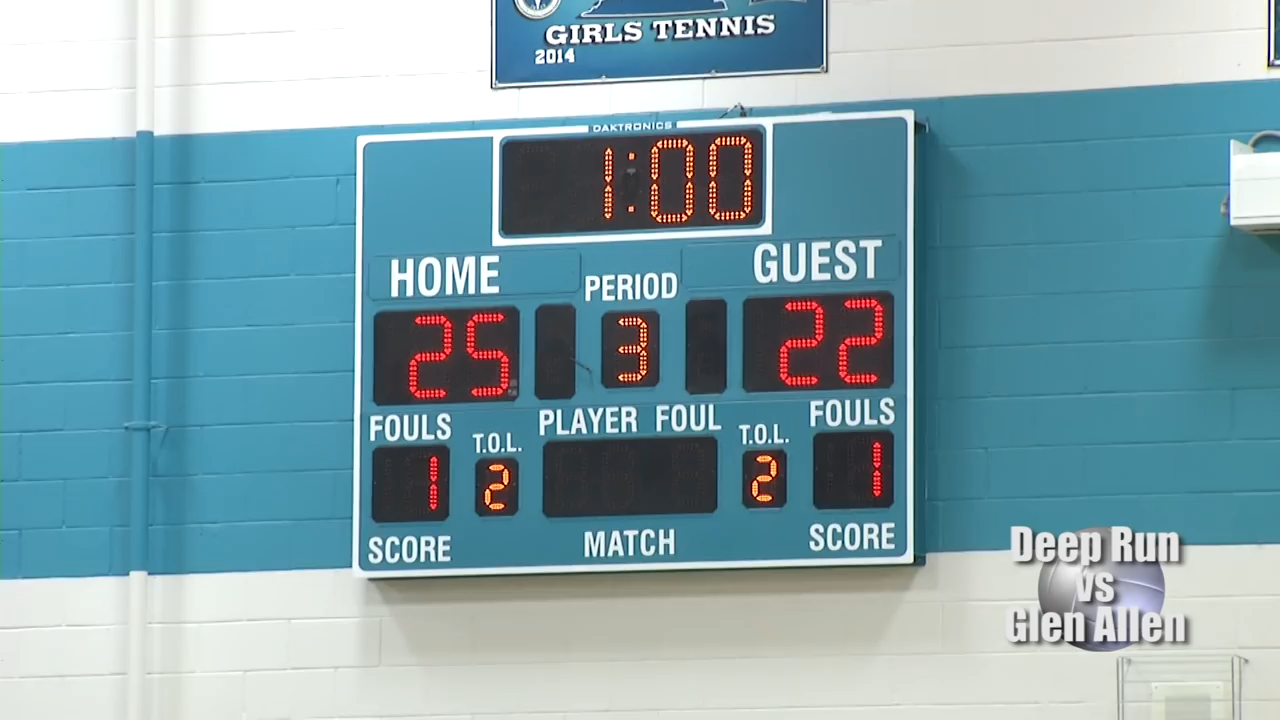 GIRLS TENNIS
2014
DAKTRONICS
1:00
HOME
PERIOD
GUEST
25
3
22
FOULS
T.O.L.
PLAYER FOUL
T.O.L.
FOULS
1
2
2
1
SCORE
MATCH
SCORE
Deep Run
vs
Glen Allen